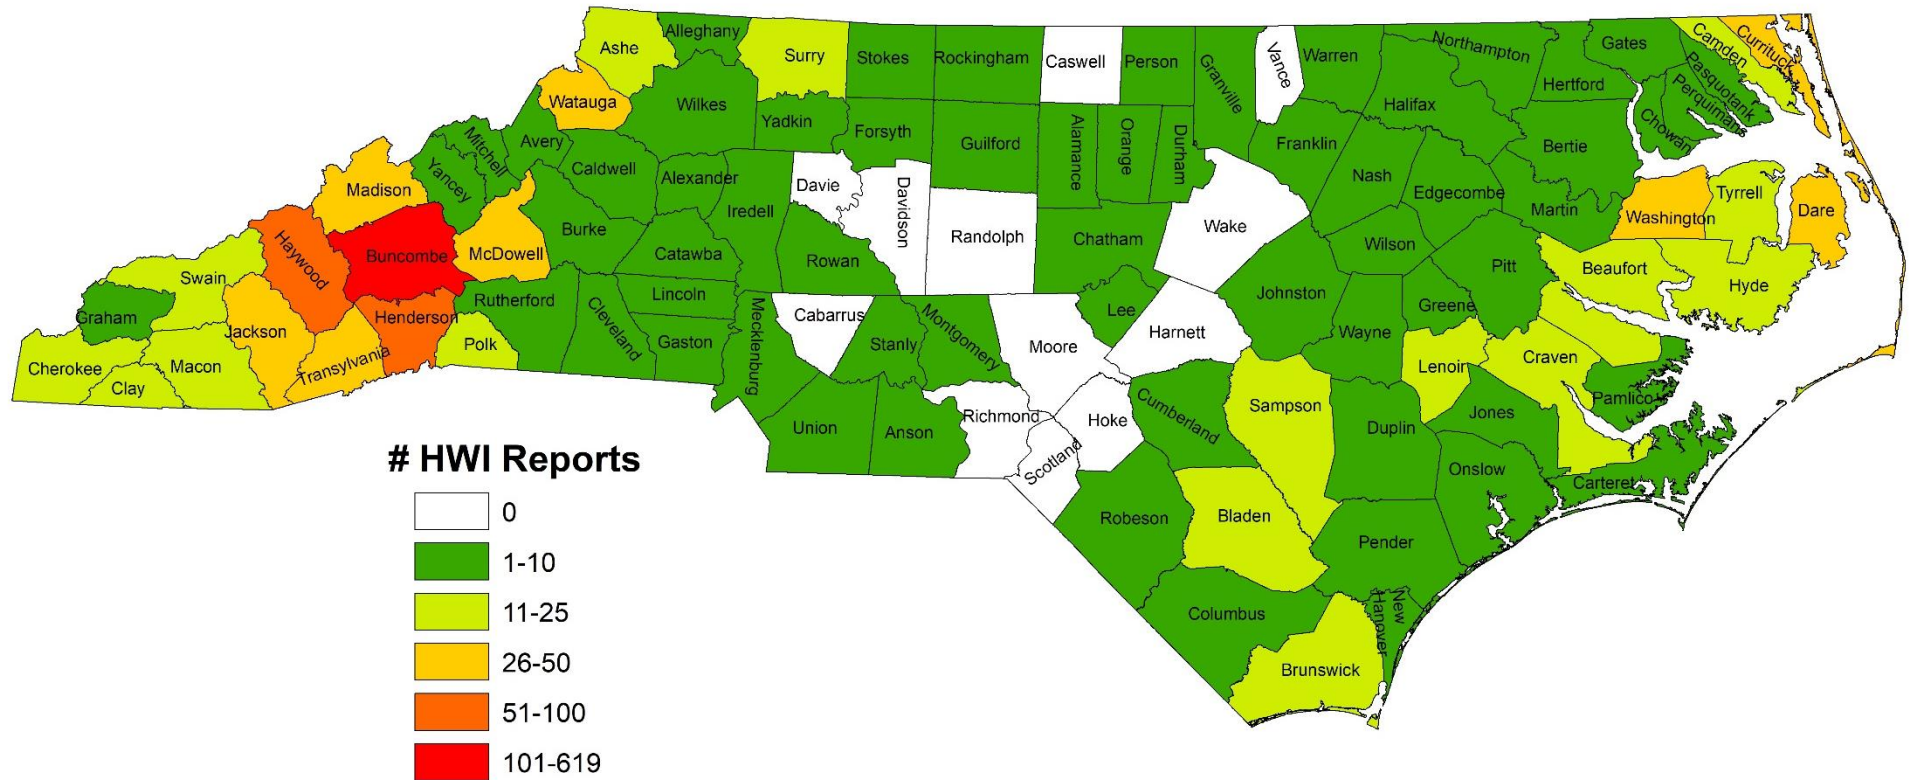 Ashe
Alleghany
Surry
Stokes
Rockingham
Caswell
Person
Granville
Vance
Warren
Northampton
Gates
Camden
Currituck
Hertford
Pasquotank
Perquimans
Chowan
Watauga
Wilkes
Yadkin
Forsyth
Guilford
Alamance
Orange
Durham
Franklin
Halifax
Bertie
Mitchell
Avery
Caldwell
Alexander
Iredell
Davie
Davidson
Randolph
Chatham
Wake
Nash
Edgecombe
Martin
Washington
Tyrrell
Dare
Madison
Yancey
McDowell
Burke
Catawba
Rowan
Wilson
Pitt
Beaufort
Hyde
Swain
Haywood
Buncombe
Henderson
Rutherford
Cleveland
Lincoln
Gaston
Mecklenburg
Cabarrus
Stanly
Montgomery
Moore
Lee
Harnett
Johnston
Wayne
Greene
Lenoir
Craven
Pamlico
Graham
Jackson
Transylvania
Polk
Cherokee
Clay
Macon
Union
Anson
Richmond
Scotland
Hoke
Cumberland
Sampson
Duplin
Jones
Onslow
Carteret
Robeson
Bladen
Pender
Columbus
New
Hanover
Brunswick
# HWI Reports
0
1-10
11-25
26-50
51-100
101-619